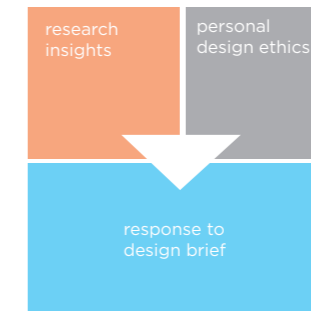 research
insights
personal
design ethics
response to
design brief